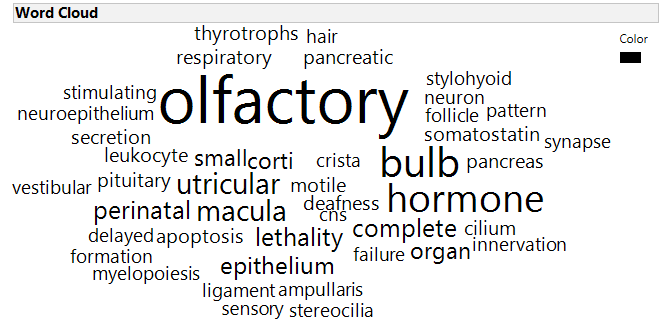 Word Cloud
Color
thyrotrophs hair
respiratory pancreatic
stimulating olfactory stylohyoid
neuroepithelium neuron
follicle pattern
secretion somatostatin synapse
leukocyte small corti crista bulb pancreas
vestibular pituitary utricular motile hormone
perinatal macula deafness
cns
delayed apoptosis lethality complete cilium
formation failure organ innervation
myelopoiesis epithelium
ligament ampullaris
sensory stereocilia